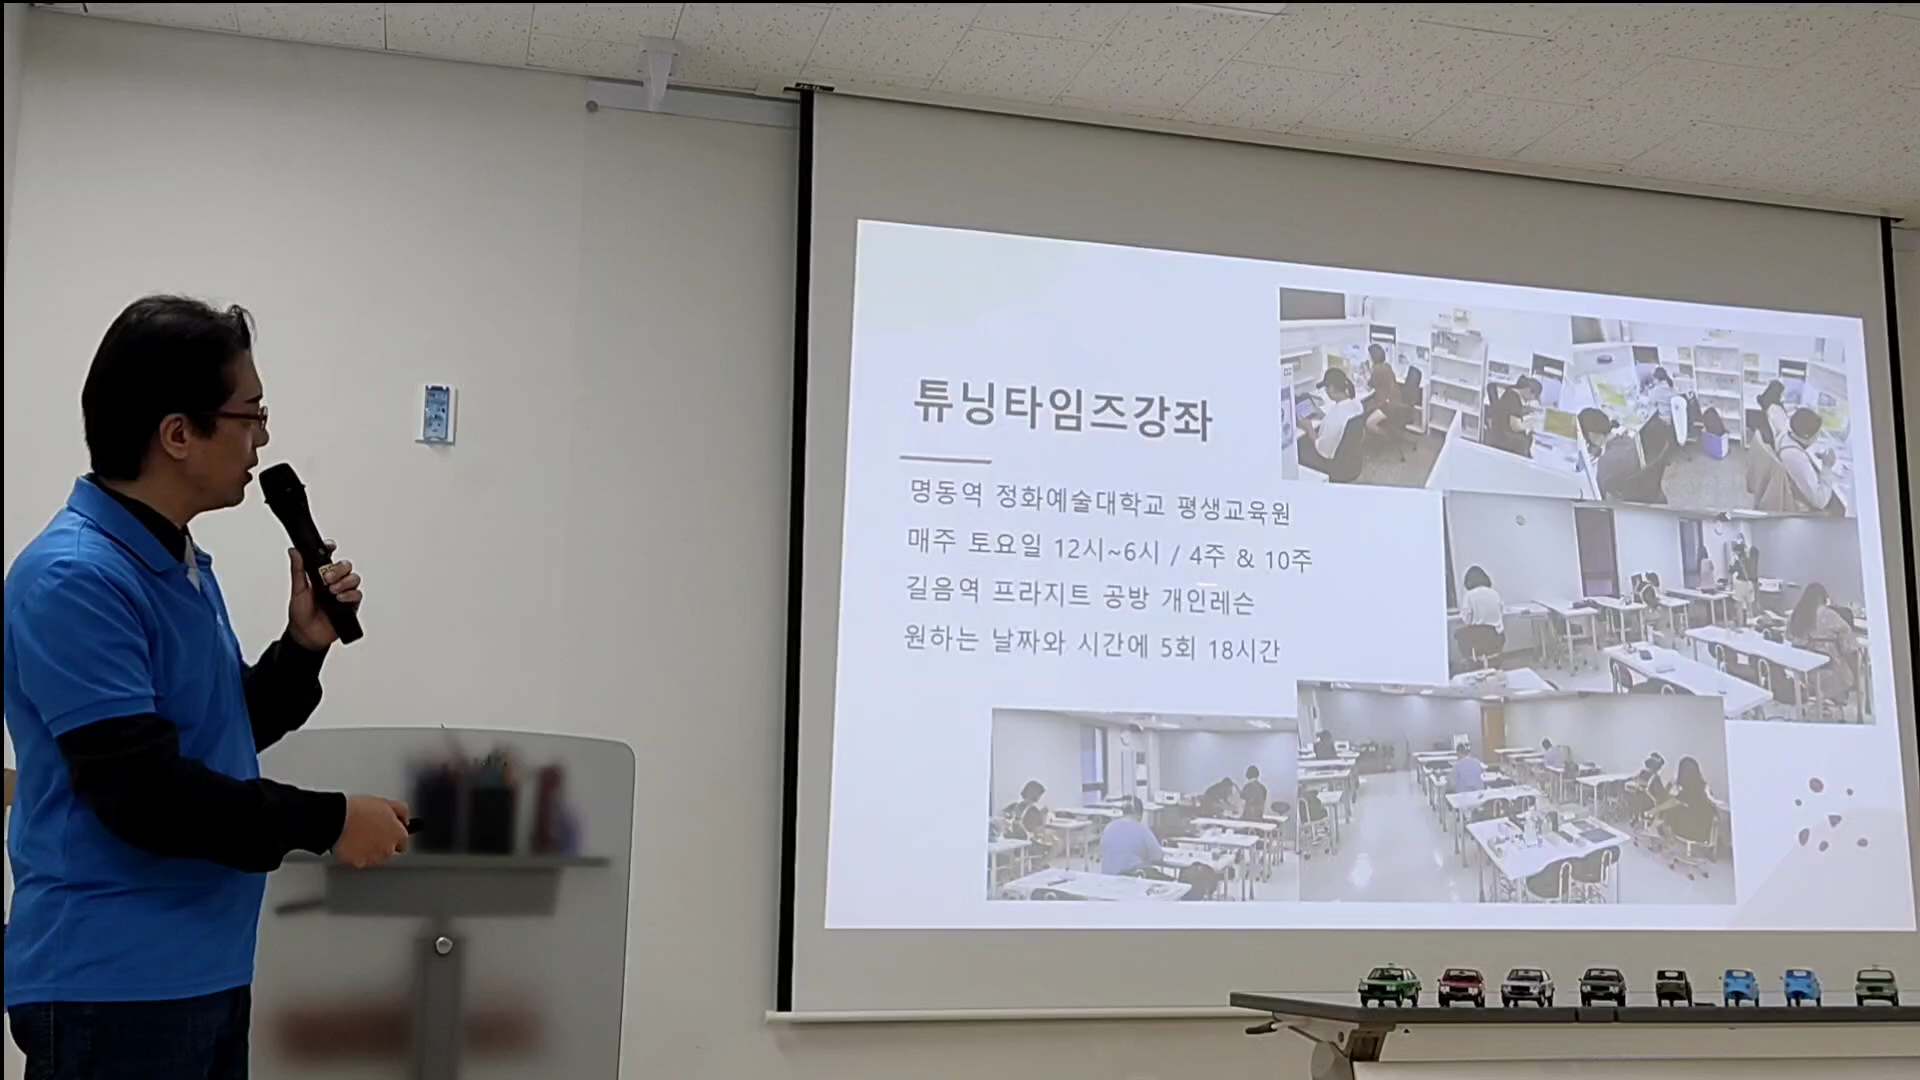 튜닝타임즈강좌
명동역 정화예술대학교 평생교육원
매주 토요일 12시~6시 / 4주 & 10주
길음역 프라지트 공방 개인레슨
원하는 날짜와 시간에 5회 18시간